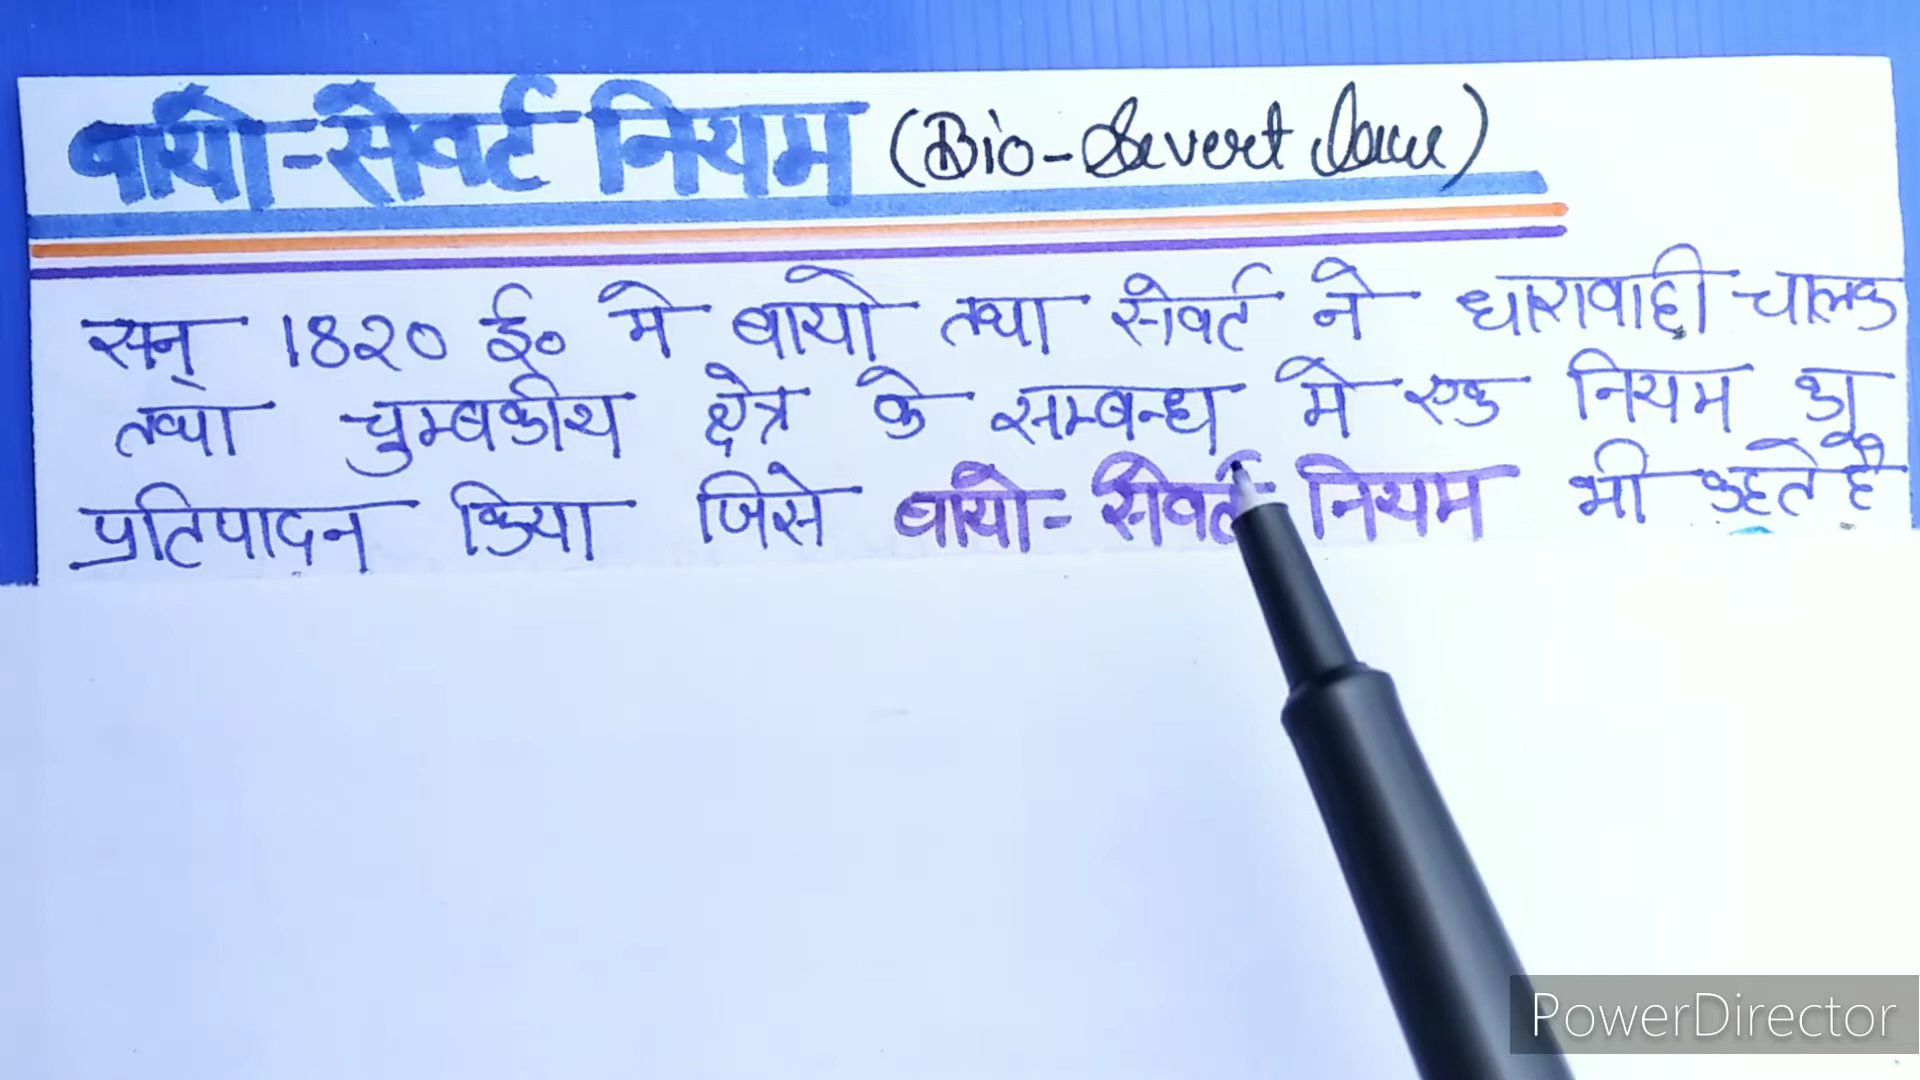 बायो-सेवर्ट नियम (Bio-Severt Law)
सन् 18२० ई० मे बायो तथा सेवर्ट ने धारावाही चालक
तथा चुम्बकीय क्षेत्र के सम्बन्ध मे एक नियम का
प्रतिपादन किया जिसे बायो-सेवर्ट नियम भी कहते है
PowerDirector